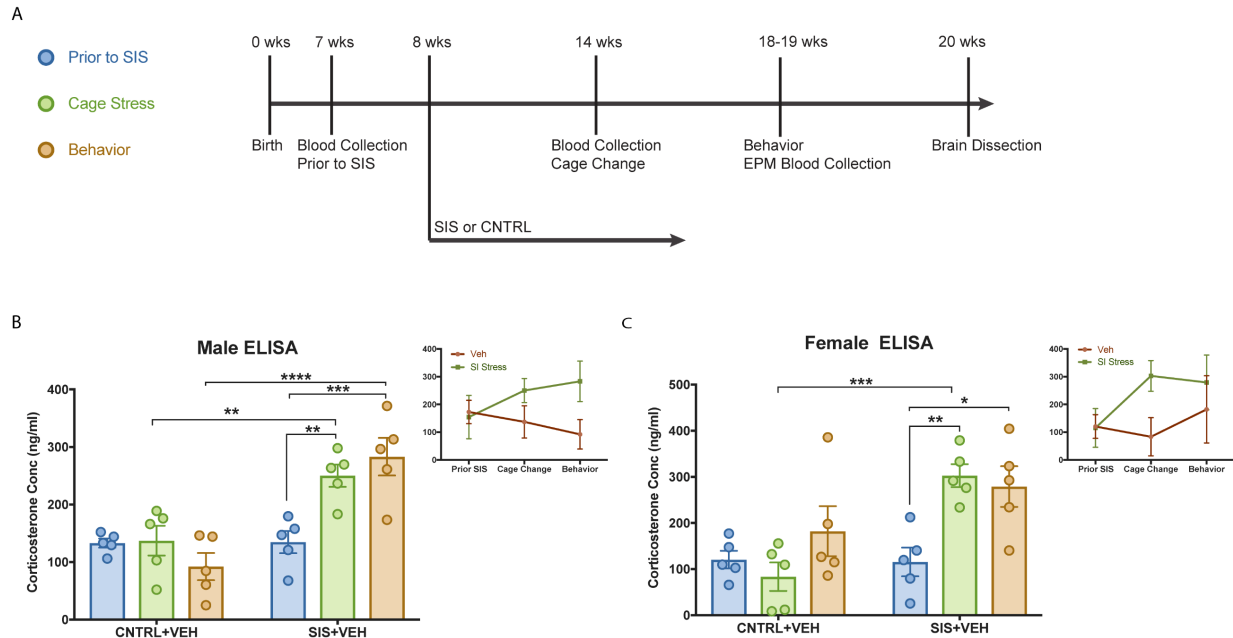 A
0 wks
7 wks
8 wks
14 wks
18-19 wks
20 wks
Prior to SIS
Cage Stress
Behavior
Birth
Blood Collection
Prior to SIS
Blood Collection
Cage Change
Behavior
EPM Blood Collection
Brain Dissection
SIS or CNTRL
B
Male ELISA
Corticosterone Conc (ng/ml)
400
300
200
100
0
****
***
**
**
CNTRL+VEH
SIS+VEH
Veh
SI Stress
400
300
200
100
0
Prior SIS
Cage Change
Behavior
C
Female ELISA
Corticosterone Conc (ng/ml)
500
400
300
200
100
0
***
*
**
CNTRL+VEH
SIS+VEH
Veh
SI Stress
400
300
200
100
0
Prior SIS
Cage Change
Behavior